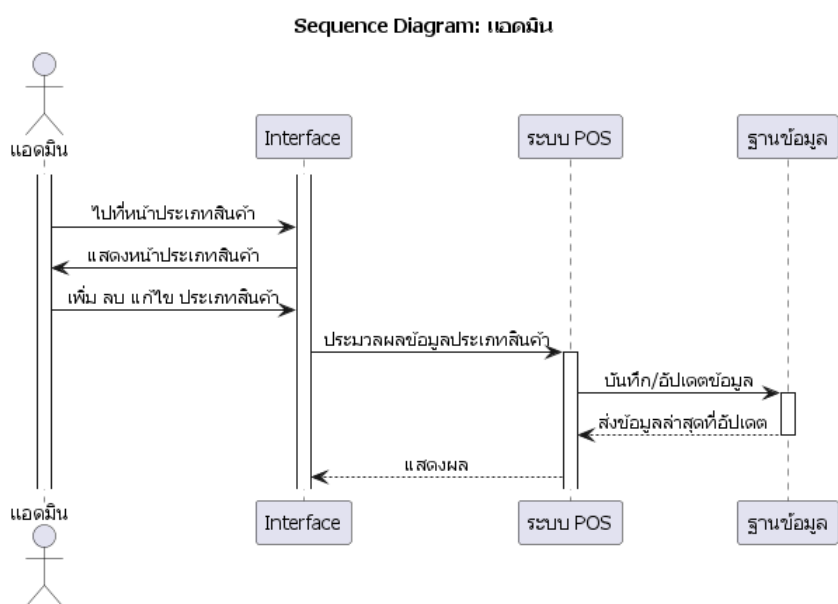 Sequence Diagram: แอดมิน
แอดมิน
Interface
ระบบ POS
ฐานข้อมูล
ไปที่หน้าประเภทสินค้า
แสดงหน้าประเภทสินค้า
เพิ่ม ลบ แก้ไข ประเภทสินค้า
ประมวลผลข้อมูลประเภทสินค้า
บันทึก/อัปเดตข้อมูล
ส่งข้อมูลล่าสุดที่อัปเดต
แสดงผล
แอดมิน
Interface
ระบบ POS
ฐานข้อมูล